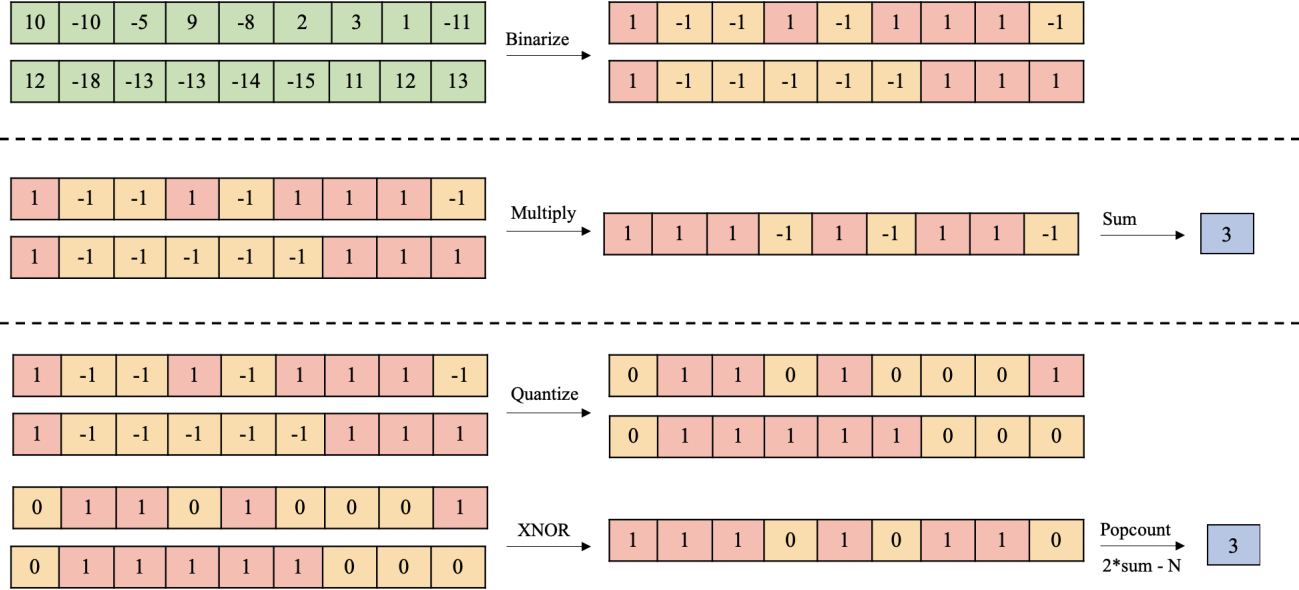 10 -10 -5 9 -8 2 3 1 -11
Binarize
1 -1 -1 1 -1 1 1 1 -1
12 -18 -13 -13 -14 -15 11 12 13
1 -1 -1 -1 -1 -1 1 1 1
1 -1 -1 1 -1 1 1 1 -1
1 -1 -1 -1 -1 -1 1 1 1
Multiply
1 1 1 -1 1 -1 1 1 -1
Sum
3
1 -1 -1 1 -1 1 1 1 -1
1 -1 -1 -1 -1 -1 1 1 1
Quantize
0 1 1 0 1 0 0 0 1
0 1 1 1 1 1 0 0 0
0 1 1 0 1 0 0 0 1
0 1 1 1 1 1 0 0 0
XNOR
1 1 1 0 1 0 1 1 0
Popcount
2*sum - N
3